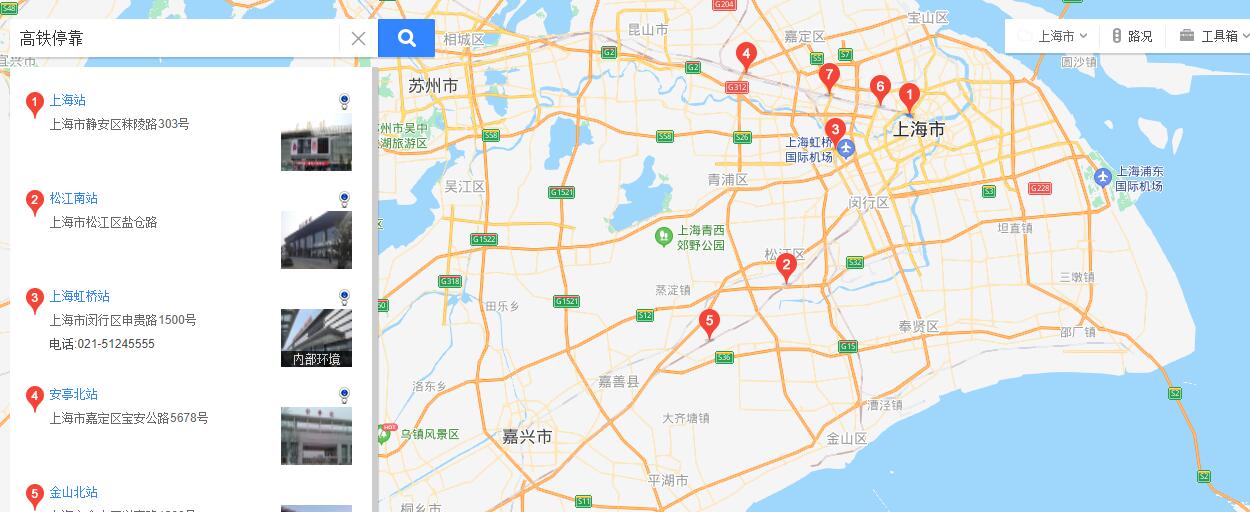 高铁停靠
上海市
路况
工具箱
1
上海站
上海市静安区秣陵路303号
2
松江南站
上海市松江区盐仓路
3
上海虹桥站
上海市闵行区申贵路1500号
电话:021-51245555
内部环境
4
安亭北站
上海市嘉定区宝安公路5678号
5
金山北站
S48
G204
宝山区
昆山市
嘉定区
相城区
宜兴市
G2
G2
4
S5
S7
圆沙镇
7
6
1
苏州市
G312
上海市
3
州市吴中
湖旅游区
S58
S58
S26
上海虹桥
国际机场
上海浦东
国际机场
青浦区
吴江区
G1521
S3
G228
闵行区
上海青西
郊野公园
坦直镇
G1522
松江区
2
S32
G318
蒸淀镇
三墩镇
田乐乡
G1521
S12
5
奉贤区
邵厂镇
G15
S36
嘉善县
洛东乡
S2
漕泾镇
大齐塘镇
HOT
乌镇风景区
嘉兴市
金山区
平湖市
S2
S11
桐乡市